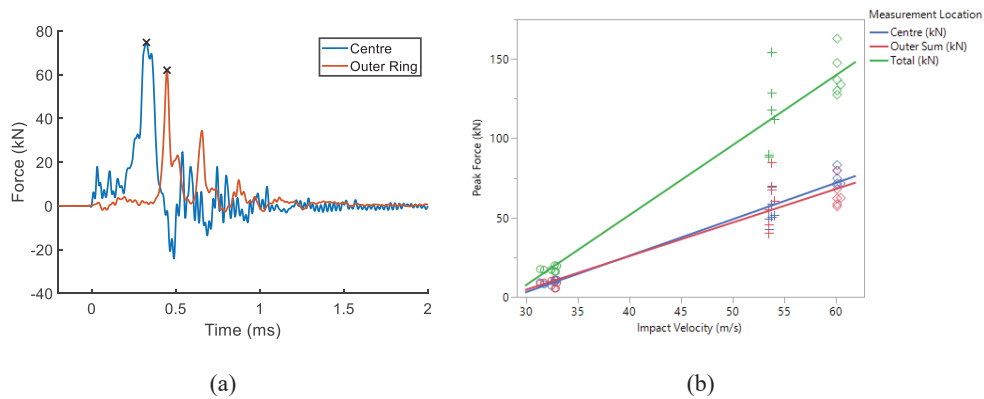 80
60
40
20
0
-20
-40
Force (kN)
0
0.5
1
1.5
2
Time (ms)
Centre
Outer Ring
(a)
Measurement Location
Centre (kN)
Outer Sum (kN)
Total (kN)
150
100
50
0
Peak Force (kN)
30
35
40
45
50
55
60
Impact Velocity (m/s)
(b)